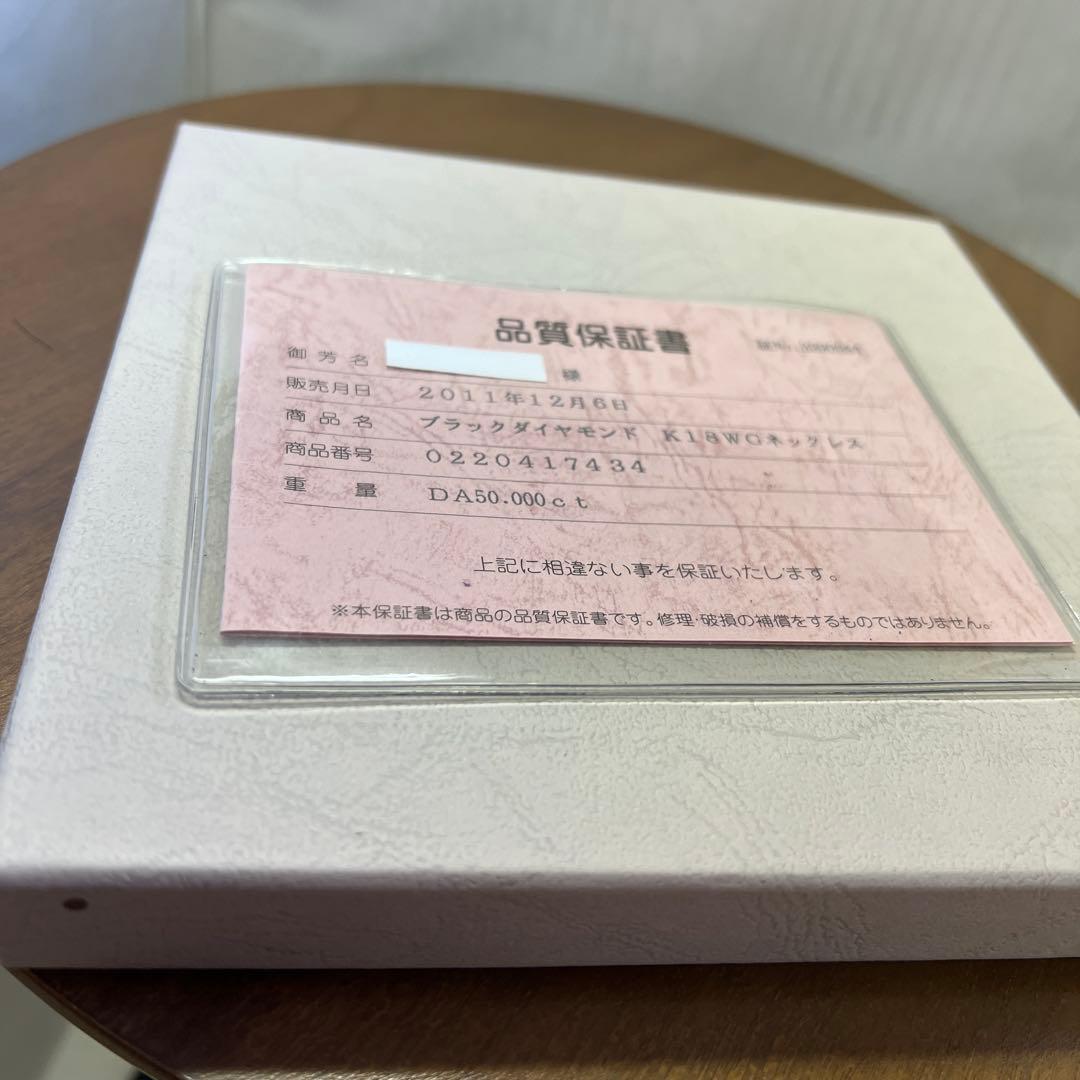 品質保証書
御芳名 様
販売月日 2011年12月6日
商品名 ブラックダイヤモンド K18WGネックレス
商品番号 0220417434
重量 DA50.000ct
上記に相違ない事を保証いたします。
※本保証書は商品の品質保証書です。修理・破損の補償をするものではありません。